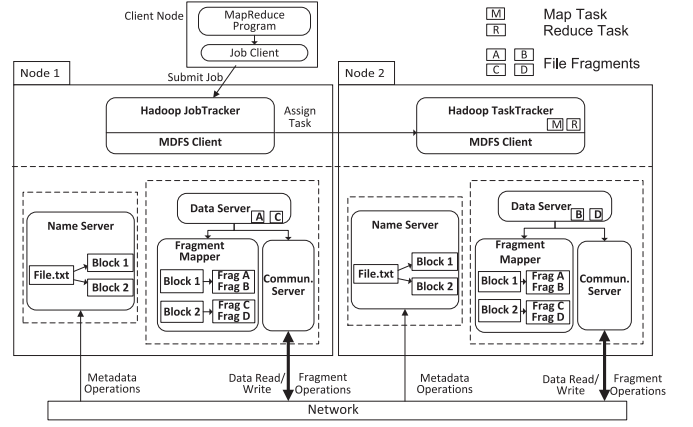 Client Node
MapReduce
Program
Job Client
M Map Task
R Reduce Task
A B
C D
File Fragments
Node 1
Submit Job
Node 2
Hadoop JobTracker
MDFS Client
Assign
Task
Hadoop TaskTracker
M R
MDFS Client
Name Server
File.txt
Block 1
Block 2
Data Server
A C
Fragment
Mapper
Block 1
Frag A
Frag B
Block 2
Frag C
Frag D
Commun.
Server
Name Server
File.txt
Block 1
Block 2
Data Server
B D
Fragment
Mapper
Block 1
Frag A
Frag B
Block 2
Frag C
Frag D
Commun.
Server
Metadata
Operations
Data Read/
Write
Fragment
Operations
Metadata
Operations
Data Read/
Write
Fragment
Operations
Network